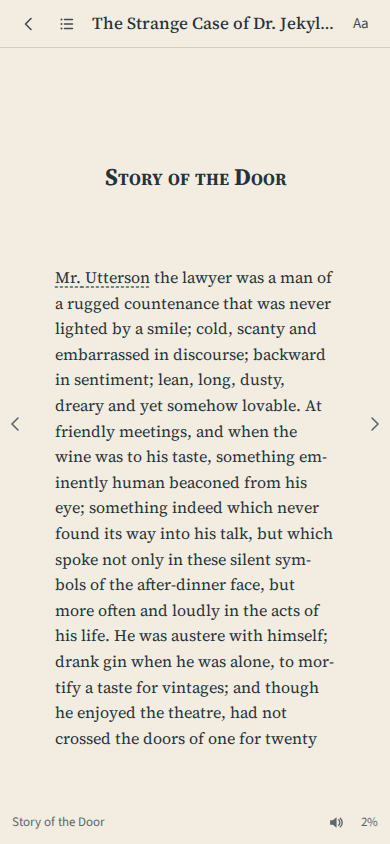 The Strange Case of Dr. Jekyl...
Aa
Story of the Door
Mr. Utterson the lawyer was a man of
a rugged countenance that was never
lighted by a smile; cold, scanty and
embarrassed in discourse; backward
in sentiment; lean, long, dusty,
dreary and yet somehow lovable. At
friendly meetings, and when the
wine was to his taste, something em-
inently human beaconed from his
eye; something indeed which never
found its way into his talk, but which
spoke not only in these silent sym-
bols of the after-dinner face, but
more often and loudly in the acts of
his life. He was austere with himself;
drank gin when he was alone, to mor-
tify a taste for vintages; and though
he enjoyed the theatre, had not
crossed the doors of one for twenty
Story of the Door
2%